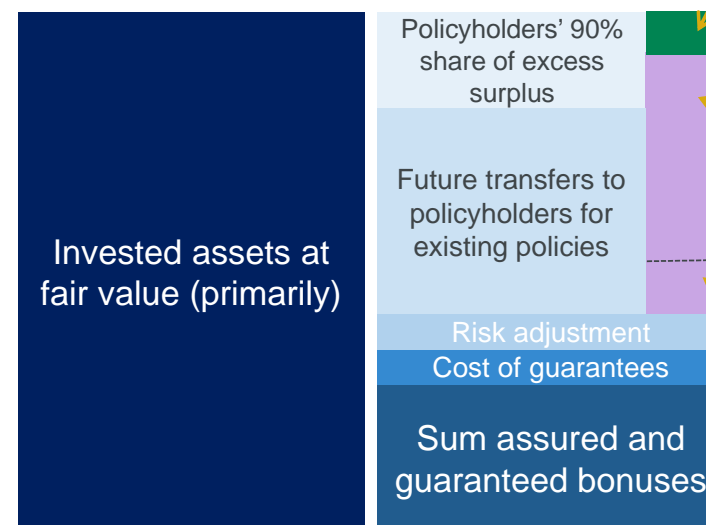 Invested assets at
fair value (primarily)
Policyholders’ 90%
share of excess
surplus
Future transfers to
policyholders for
existing policies
Risk adjustment
Cost of guarantees
Sum assured and
guaranteed bonuses